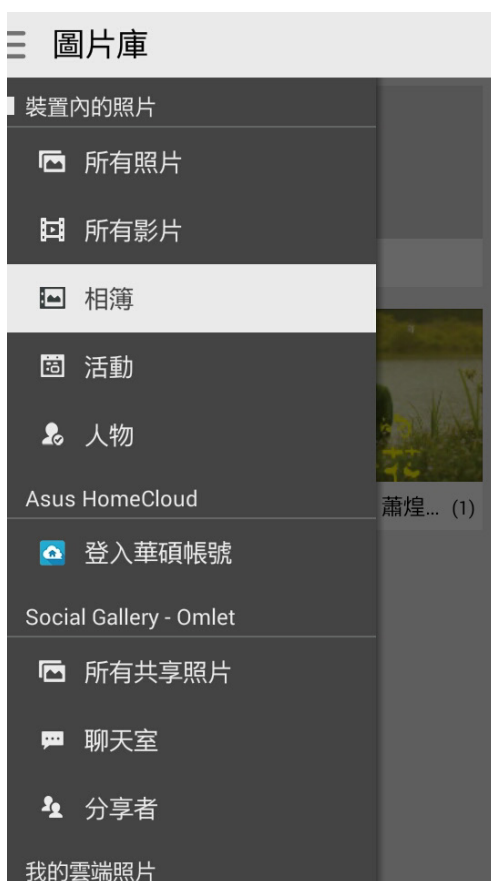 圖片庫
裝置內的照片
所有照片
所有影片
相簿
活動
人物
Asus HomeCloud
蕭煌... (1)
登入華碩帳號
Social Gallery - Omlet
所有共享照片
聊天室
分享者
我的雲端照片